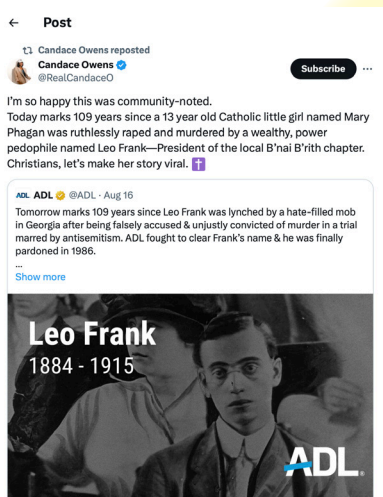 Post
Candace Owens reposted
Candace Owens
@RealCandaceO
Subscribe
I'm so happy this was community-noted.
Today marks 109 years since a 13 year old Catholic little girl named Mary
Phagan was ruthlessly raped and murdered by a wealthy, power
pedophile named Leo Frank—President of the local B'nai B'rith chapter.
Christians, let's make her story viral. ✝️
ADL ADL @ADL · Aug 16
Tomorrow marks 109 years since Leo Frank was lynched by a hate-filled mob
in Georgia after being falsely accused & unjustly convicted of murder in a trial
marred by antisemitism. ADL fought to clear Frank's name & he was finally
pardoned in 1986.
...
Show more
Leo Frank
1884 - 1915
ADL